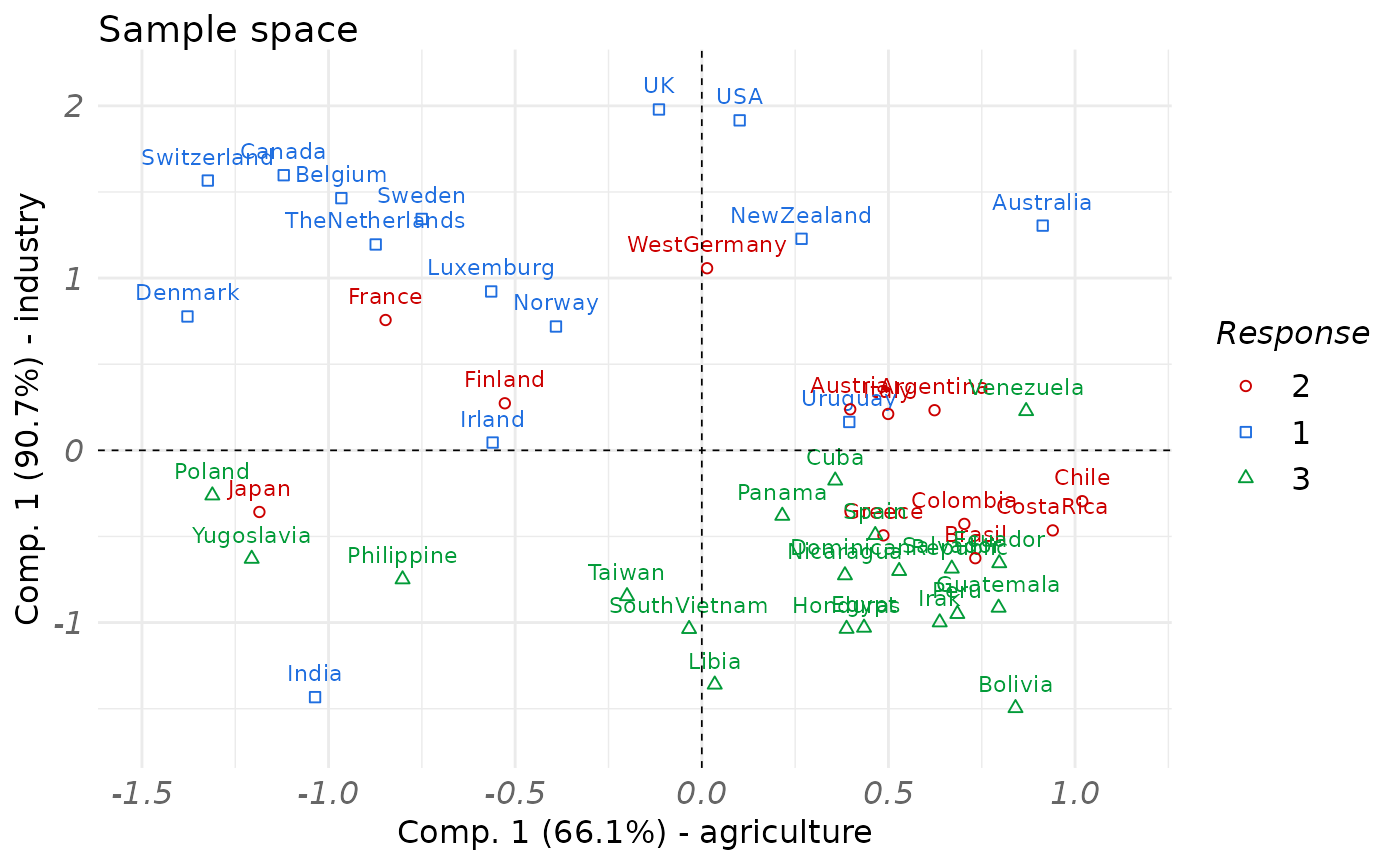 Sample space
UK
USA
Switzerland
Canada
Belgium
Sweden
TheNetherlands
NewZealand
Australia
WestGermany
Luxemburg
Denmark
France
Norway
Finland
Irland
Austria
Italy
Argentina
Venezuela
Uruguay
Cuba
Poland
Japan
Panama
Chile
Colombia
CostaRica
Greece
Spain
Yugoslavia
Brasil
Ecuador
Salvador
DominicanRepublic
Nicaragua
Philippine
Taiwan
Guatemala
Peru
Irak
SouthVietnam
Honduras
Egypt
Libia
India
Bolivia
2
1
0
-1
-1.5
-1.0
-0.5
0.0
0.5
1.0
Comp. 1 (66.1%) - agriculture
Comp. 1 (90.7%) - industry
Response
2
1
3